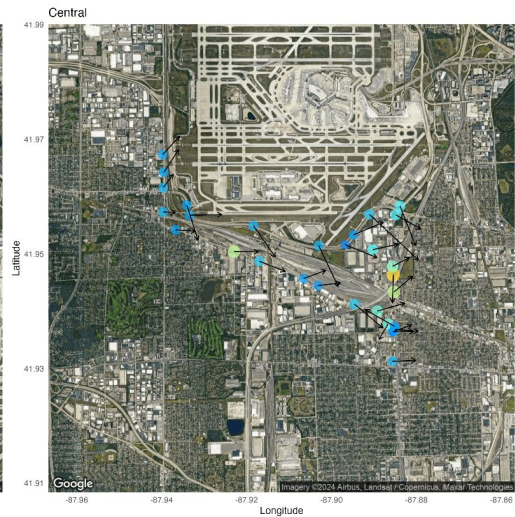 Central
41.99
41.97
41.95
41.93
41.91
Latitude
Google
Imagery ©2024 Airbus, Landsat / Copernicus, Maxar Technologies
-87.96
-87.94
-87.92
-87.90
-87.88
-87.86
Longitude